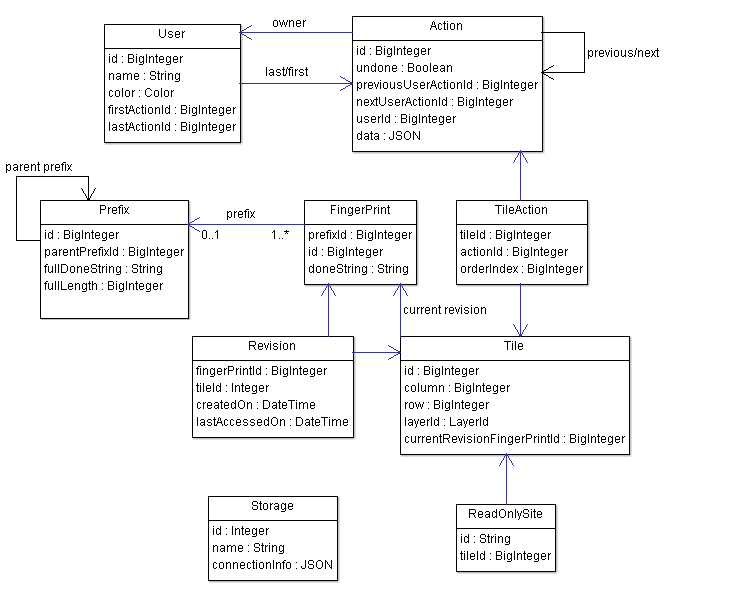 User
id : BigInteger
name : String
color : Color
firstActionId : BigInteger
lastActionId : BigInteger
owner
last/first
Action
id : BigInteger
undone : Boolean
previousUserActionId : BigInteger
nextUserActionId : BigInteger
userId : BigInteger
data : JSON
previous/next
parent prefix
Prefix
id : BigInteger
parentPrefixId : BigInteger
fullDoneString : String
fullLength : BigInteger
prefix
0..1
1..*
FingerPrint
prefixId : BigInteger
id : BigInteger
doneString : String
TileAction
tileId : BigInteger
actionId : BigInteger
orderIndex : BigInteger
current revision
Revision
fingerPrintId : BigInteger
tileId : Integer
createdOn : DateTime
lastAccessedOn : DateTime
Tile
id : BigInteger
column : BigInteger
row : BigInteger
layerId : LayerId
currentRevisionFingerPrintId : BigInteger
Storage
id : Integer
name : String
connectionInfo : JSON
ReadOnlySite
id : String
tileId : BigInteger